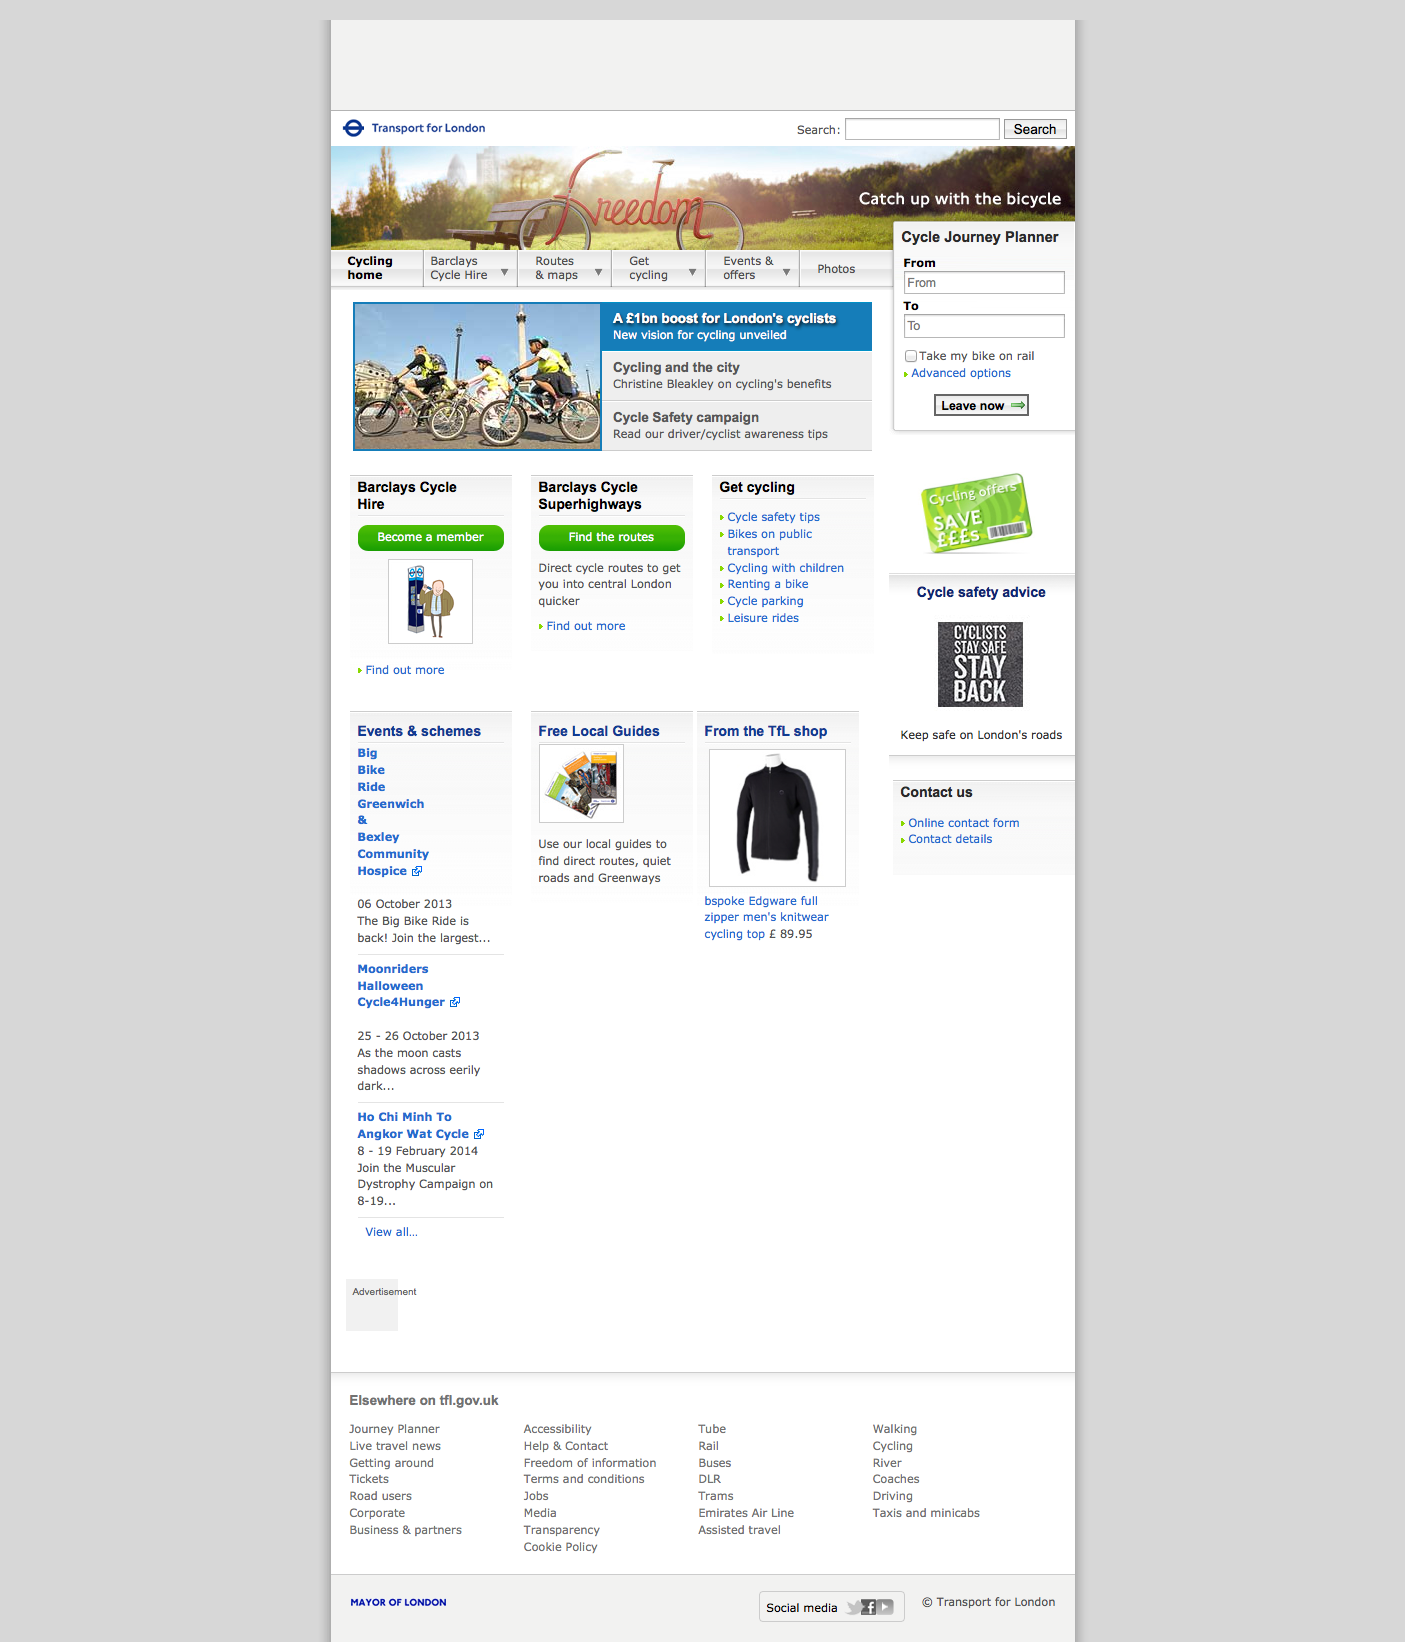 Transport for London
Search:
Search
Freedom
Catch up with the bicycle
Cycling
home
Barclays
Cycle Hire
Routes
& maps
Get
cycling
Events &
offers
Photos
Cycle Journey Planner
From
From
To
To
Take my bike on rail
Advanced options
Leave now
A £1bn boost for London's cyclists
New vision for cycling unveiled
Cycling and the city
Christine Bleakley on cycling's benefits
Cycle Safety campaign
Read our driver/cyclist awareness tips
Barclays Cycle
Hire
Become a member
Find out more
Barclays Cycle
Superhighways
Find the routes
Direct cycle routes to get
you into central London
quicker
Find out more
Get cycling
Cycle safety tips
Bikes on public
transport
Cycling with children
Renting a bike
Cycle parking
Leisure rides
Cycling offers
SAVE
££££s
Cycle safety advice
CYCLISTS
STAY SAFE
STAY
BACK
Keep safe on London's roads
Contact us
Online contact form
Contact details
Events & schemes
Big
Bike
Ride
Greenwich
&
Bexley
Community
Hospice
06 October 2013
The Big Bike Ride is
back! Join the largest...
Moonriders
Halloween
Cycle4Hunger
25 - 26 October 2013
As the moon casts
shadows across eerily
dark...
Ho Chi Minh To
Angkor Wat Cycle
8 - 19 February 2014
Join the Muscular
Dystrophy Campaign on
8-19...
View all...
Free Local Guides
Use our local guides to
find direct routes, quiet
roads and Greenways
From the TfL shop
bspoke Edgware full
zipper men's knitwear
cycling top £ 89.95
Advertisement
Elsewhere on tfl.gov.uk
Journey Planner
Live travel news
Getting around
Tickets
Road users
Corporate
Business & partners
Accessibility
Help & Contact
Freedom of information
Terms and conditions
Jobs
Media
Transparency
Cookie Policy
Tube
Rail
Buses
DLR
Trams
Emirates Air Line
Assisted travel
Walking
Cycling
River
Coaches
Driving
Taxis and minicabs
MAYOR OF LONDON
Social media
© Transport for London